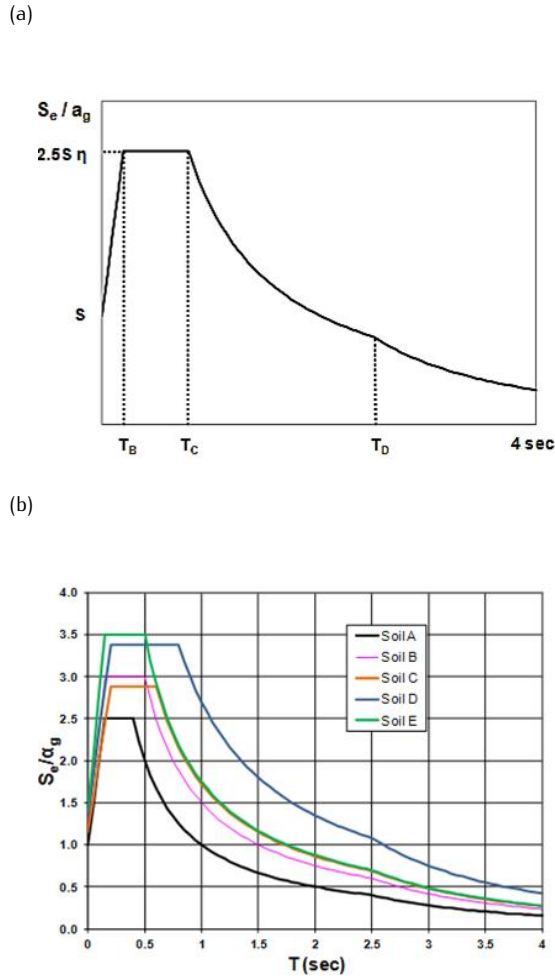 (a)
Se / ag
2.5S η
S
TB TC TD 4 sec
(b)
Se/αg
4.0
3.5
3.0
2.5
2.0
1.5
1.0
0.5
0.0
Soil A
Soil B
Soil C
Soil D
Soil E
0 0.5 1 1.5 2 2.5 3 3.5 4
T (sec)